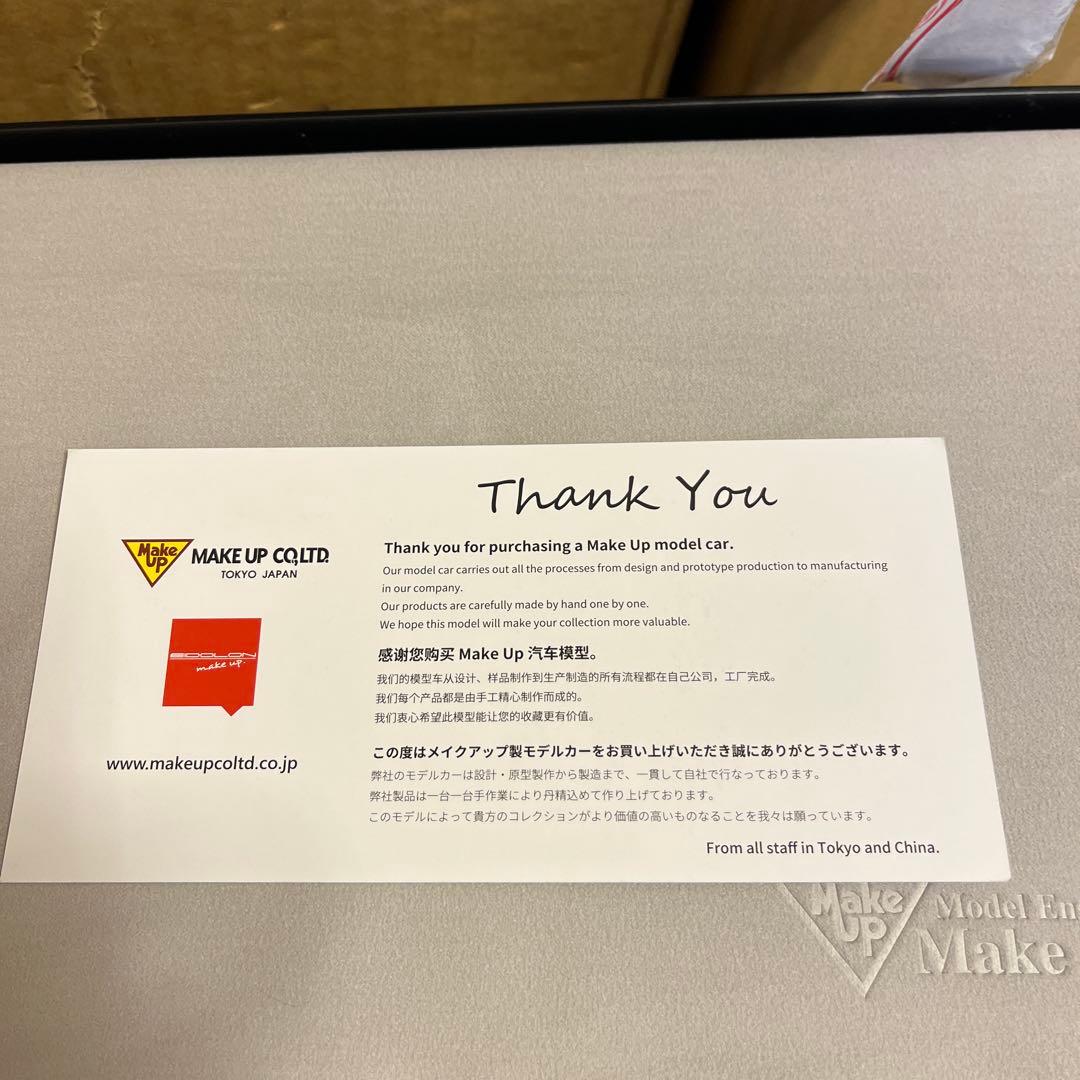 Thank You
Make
Up
MAKE UP CO.,LTD.
TOKYO JAPAN
EIDOLON
make up.
www.makeupcoltd.co.jp
Thank you for purchasing a Make Up model car.
Our model car carries out all the processes from design and prototype production to manufacturing
in our company.
Our products are carefully made by hand one by one.
We hope this model will make your collection more valuable.
感谢您购买 Make Up 汽车模型。
我们的模型车从设计、样品制作到生产制造的所有流程都在自己公司，工厂完成。
我们每个产品都是由手工精心制作而成的。
我们衷心希望此模型能让您的收藏更有价值。
この度はメイクアップ製モデルカーをお買い上げいただき誠にありがとうございます。
弊社のモデルカーは設計・原型製作から製造まで、一貫して自社で行なっております。
弊社製品は一台一台手作業により丹精込めて作り上げております。
このモデルによって貴方のコレクションがより価値の高いものなることを我々は願っています。
From all staff in Tokyo and China.
Make
Up
Model En
Make